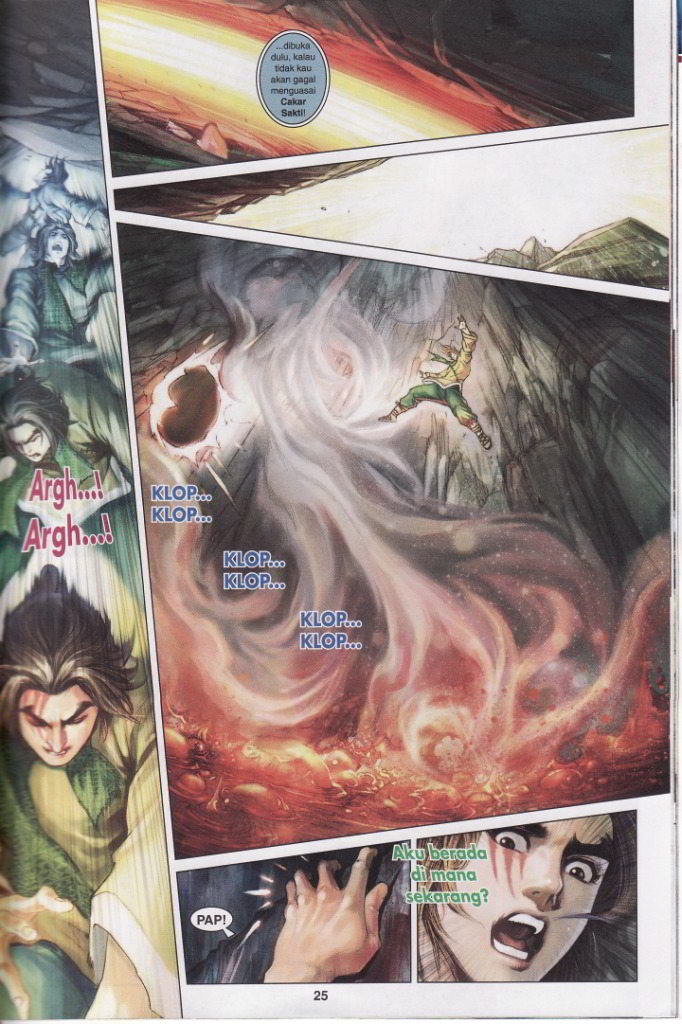 ...dibuka
dulu, kalau
tidak kau
akan gagal
menguasai
Cakar
Sakti!
Argh...!
Argh...!
KLOP...
KLOP...
KLOP...
KLOP...
KLOP...
KLOP...
PAP!
Aku berada
di mana
sekarang?
25